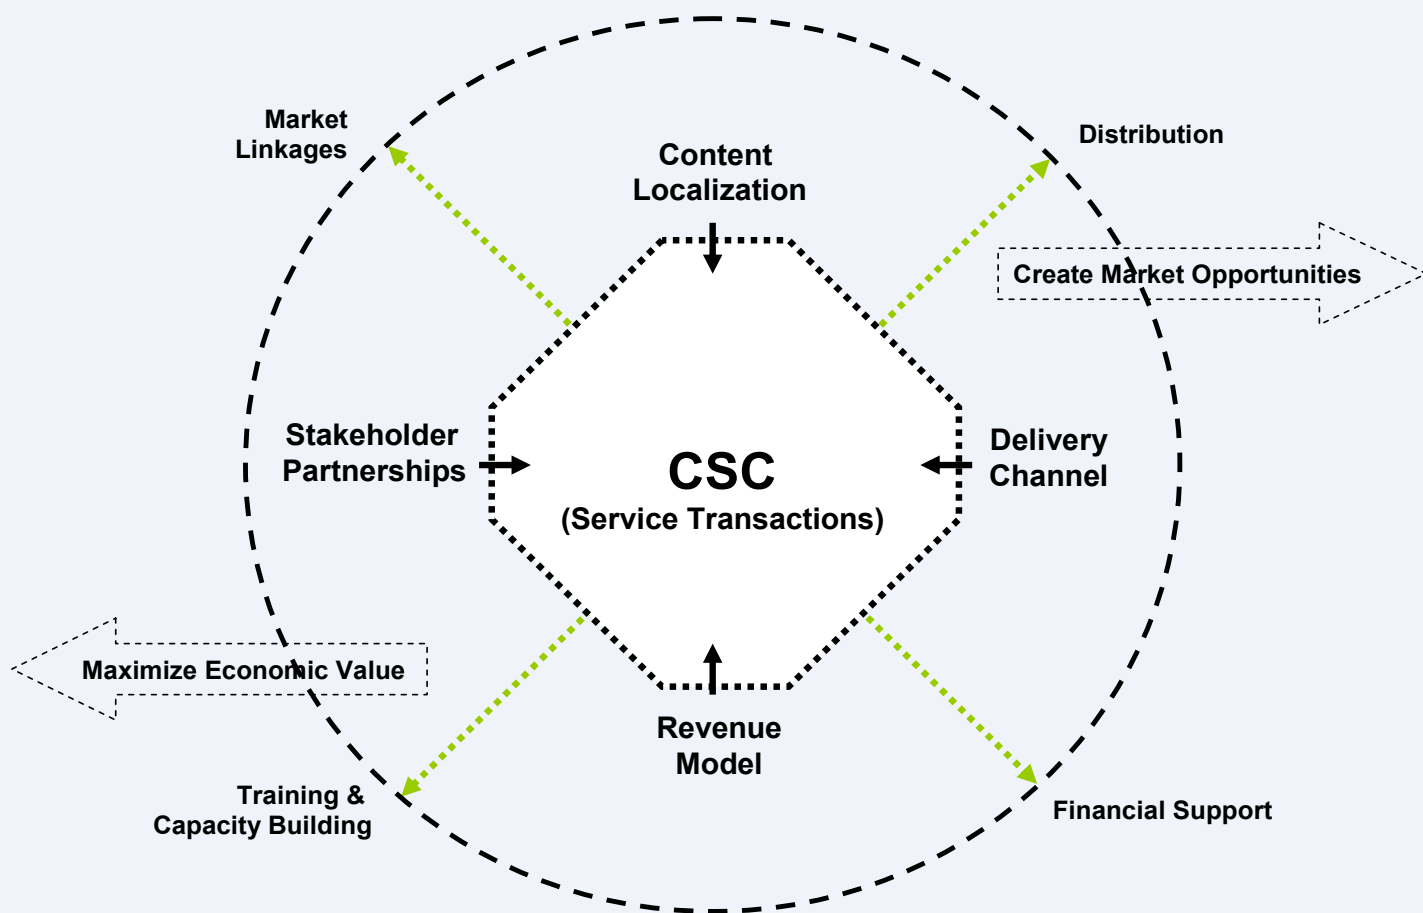 Market
Linkages
Distribution
Content
Localization
Create Market Opportunities
Stakeholder
Partnerships
CSC
(Service Transactions)
Delivery
Channel
Maximize Economic Value
Revenue
Model
Training &
Capacity Building
Financial Support